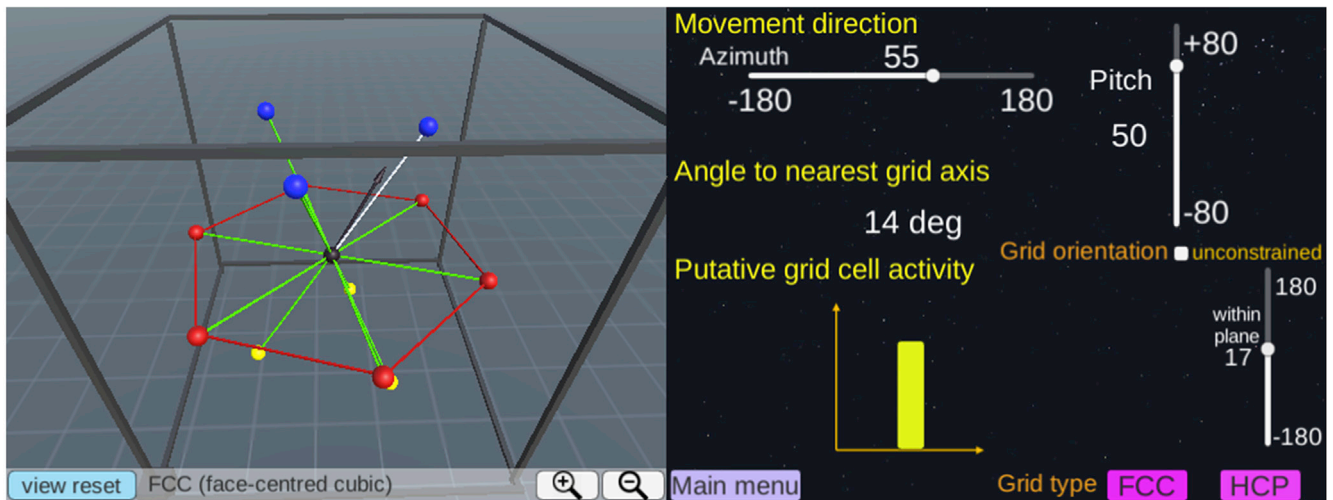 Movement direction
Azimuth 55
-180 180
Pitch
50
+80
-80
Angle to nearest grid axis
14 deg
Grid orientation unconstrained
Putative grid cell activity
180
within
plane
17
-180
view reset FCC (face-centred cubic)
Main menu Grid type FCC HCP